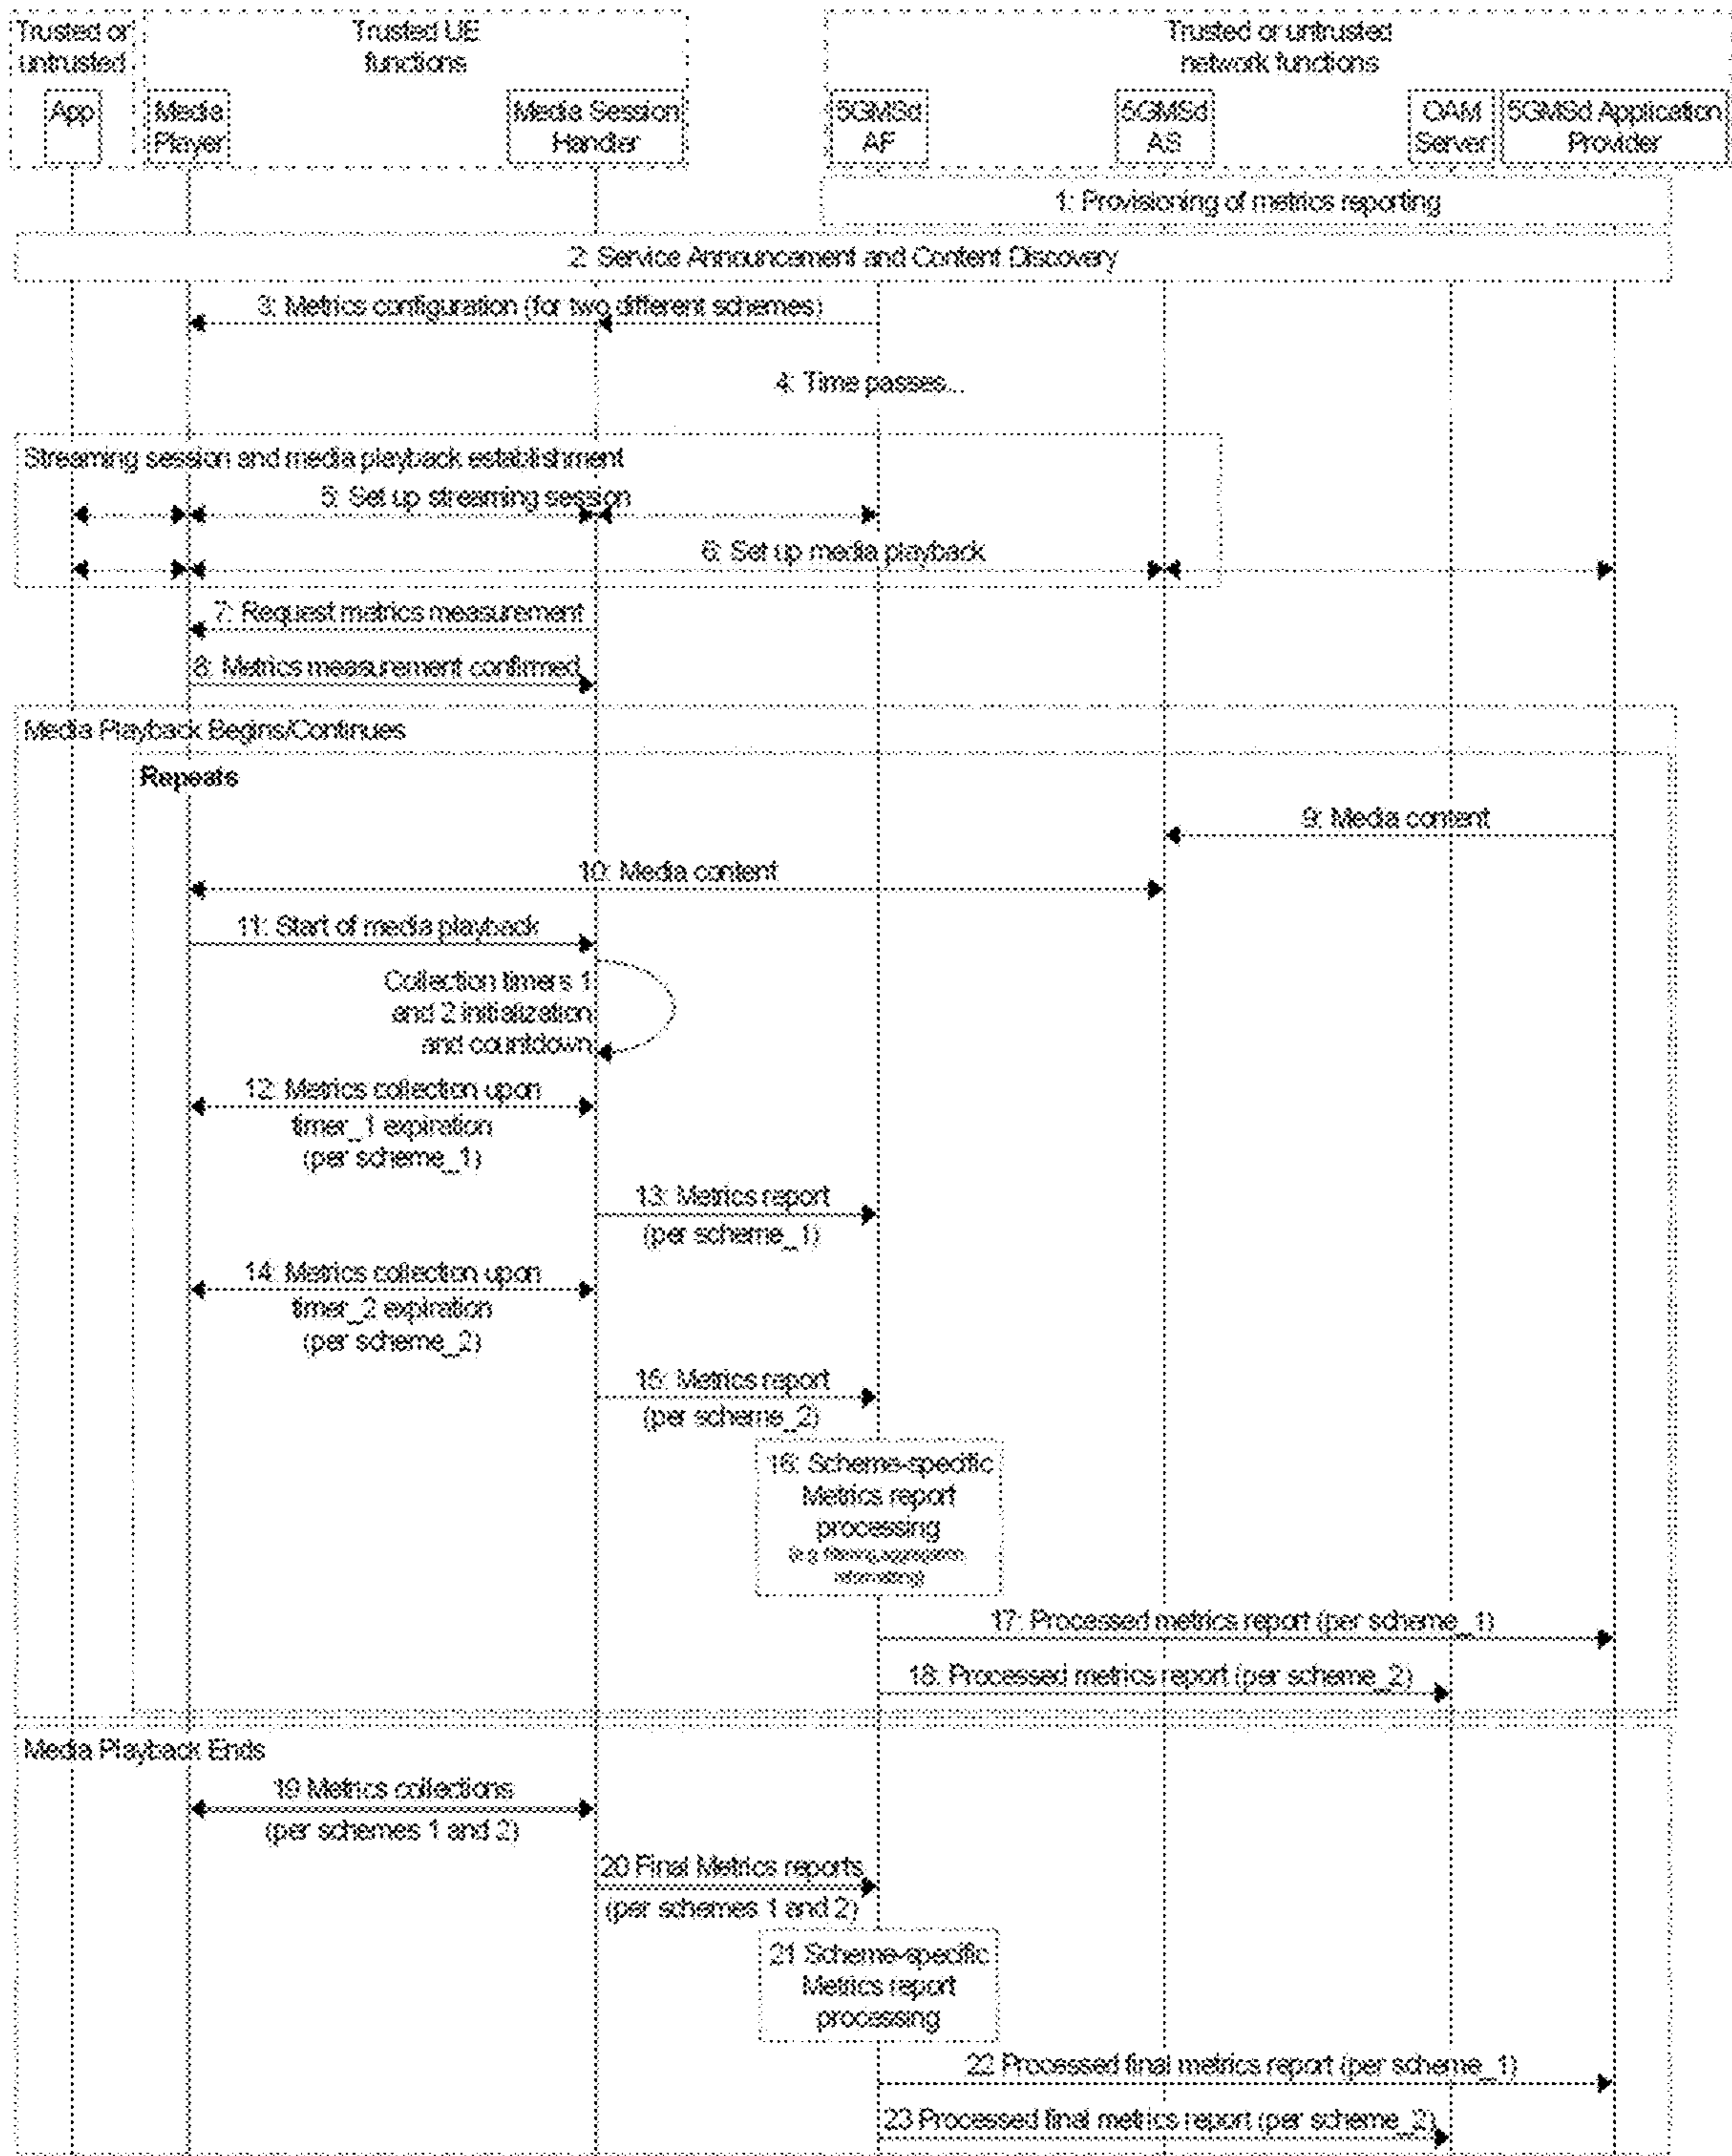 Trusted or
untrusted
Trusted UE
functions
Trusted or untrusted
network functions
App
Media
Player
Media Session
Handler
5GMSd
AF
5GMSd
AS
OAM
Server
5GMSd Application
Provider
1: Provisioning of metrics reporting
2: Service Announcement and Content Discovery
3: Metrics configuration (for two different schemes)
4: Time passes...
Streaming session and media playback establishment
5: Set up streaming session
6: Set up media playback
7: Request metrics measurement
8: Metrics measurement confirmed
Media Playback Begins/Continues
Repeats
9: Media content
10: Media content
11: Start of media playback
Collection timers 1
and 2 initialization
and countdown
12: Metrics collection upon
timer_1 expiration
(per scheme_1)
13: Metrics report
(per scheme_1)
14: Metrics collection upon
timer_2 expiration
(per scheme_2)
15: Metrics report
(per scheme_2)
16: Scheme-specific
Metrics report
processing
(e.g. filtering, aggregation,
reformatting)
17: Processed metrics report (per scheme_1)
18: Processed metrics report (per scheme_2)
Media Playback Ends
19 Metrics collections
(per schemes 1 and 2)
20 Final Metrics reports
(per schemes 1 and 2)
21 Scheme-specific
Metrics report
processing
22 Processed final metrics report (per scheme_1)
23 Processed final metrics report (per scheme_2)